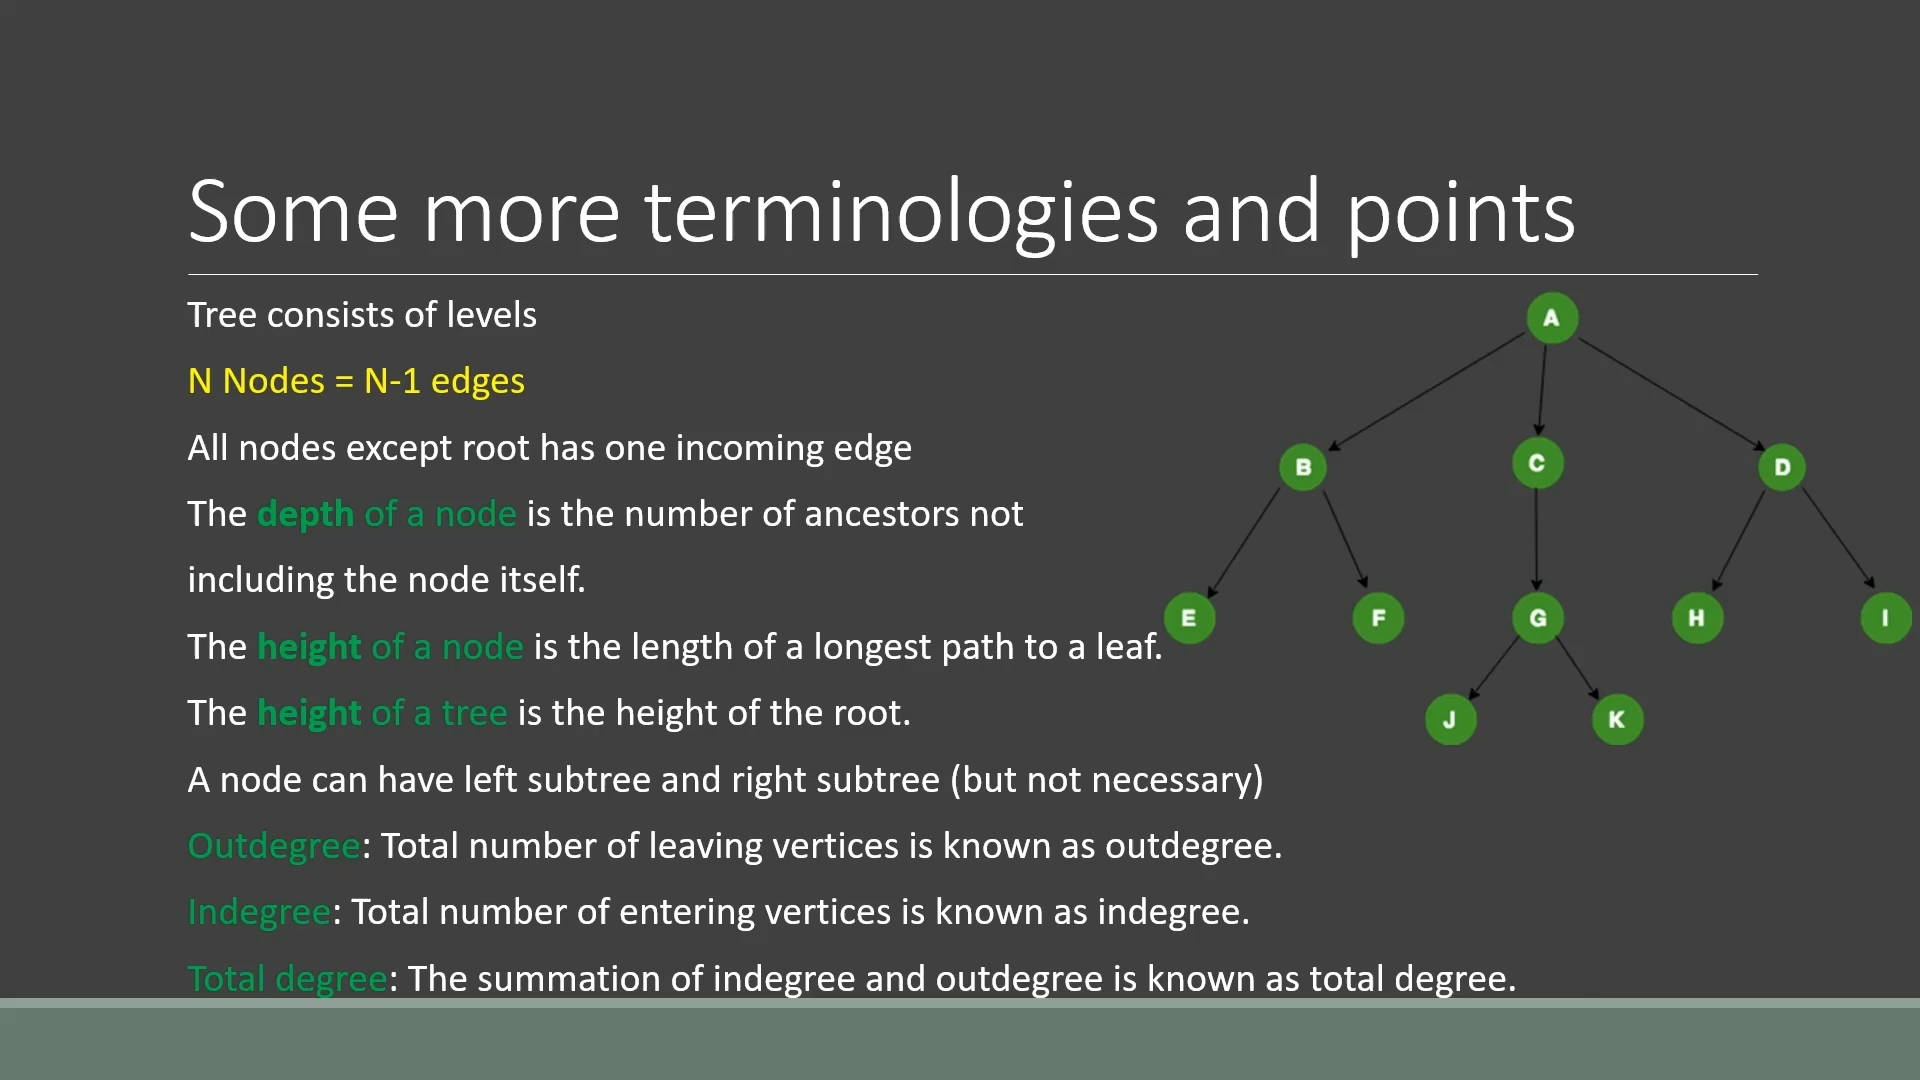 Some more terminologies and points
Tree consists of levels
N Nodes = N-1 edges
All nodes except root has one incoming edge
The depth of a node is the number of ancestors not
including the node itself.
The height of a node is the length of a longest path to a leaf.
The height of a tree is the height of the root.
A node can have left subtree and right subtree (but not necessary)
Outdegree: Total number of leaving vertices is known as outdegree.
Indegree: Total number of entering vertices is known as indegree.
Total degree: The summation of indegree and outdegree is known as total degree.
A
B C D
E F G H I
J K